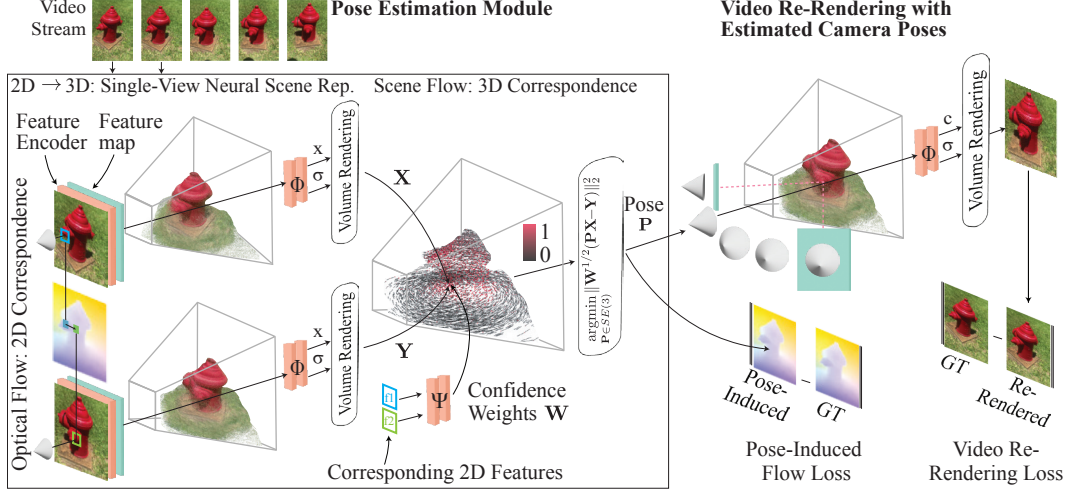 Video
Stream
Pose Estimation Module
Video Re-Rendering with
Estimated Camera Poses
2D → 3D: Single-View Neural Scene Rep.
Scene Flow: 3D Correspondence
Feature
Encoder
Feature
map
Optical Flow: 2D Correspondence
Φ
x
σ
Volume Rendering
X
1
0
Φ
x
σ
Volume Rendering
Y
f1
f2
Ψ
Confidence
Weights W
Corresponding 2D Features
argmin ‖W^{1/2}(PX−Y)‖²₂
P∈SE(3)
Pose
P
Φ
c
σ
Volume Rendering
Pose-
Induced
−
GT
Pose-Induced
Flow Loss
GT
−
Re-
Rendered
Video Re-
Rendering Loss